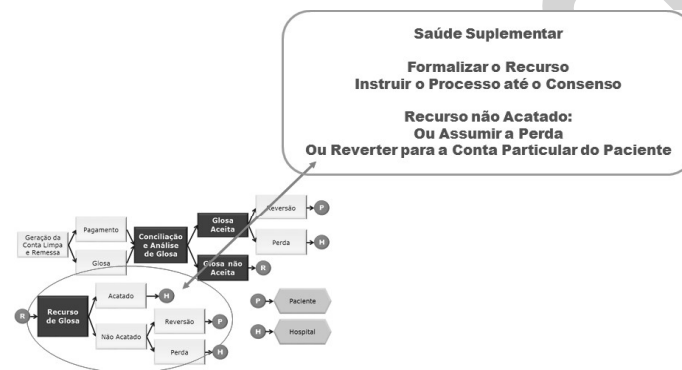 Saúde Suplementar
Formalizar o Recurso
Instruir o Processo até o Consenso
Recurso não Acatado:
Ou Assumir a Perda
Ou Reverter para a Conta Particular do Paciente
Geração da
Conta Limpa
e Remessa
Pagamento
Glosa
Conciliação
e Análise
de Glosa
Glosa
Aceita
Glosa não
Aceita
Reversão
P
Perda
H
R
R
Recurso
de Glosa
Acatado
H
Não Acatado
Reversão
P
Perda
H
P
Paciente
H
Hospital